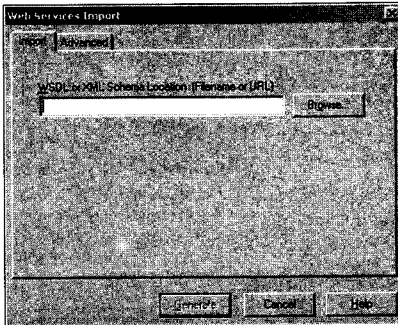 Web Services Import
Import Advanced
WSDL or XML Schema Location (Filename or URL)
Browse...
Generate Cancel Help